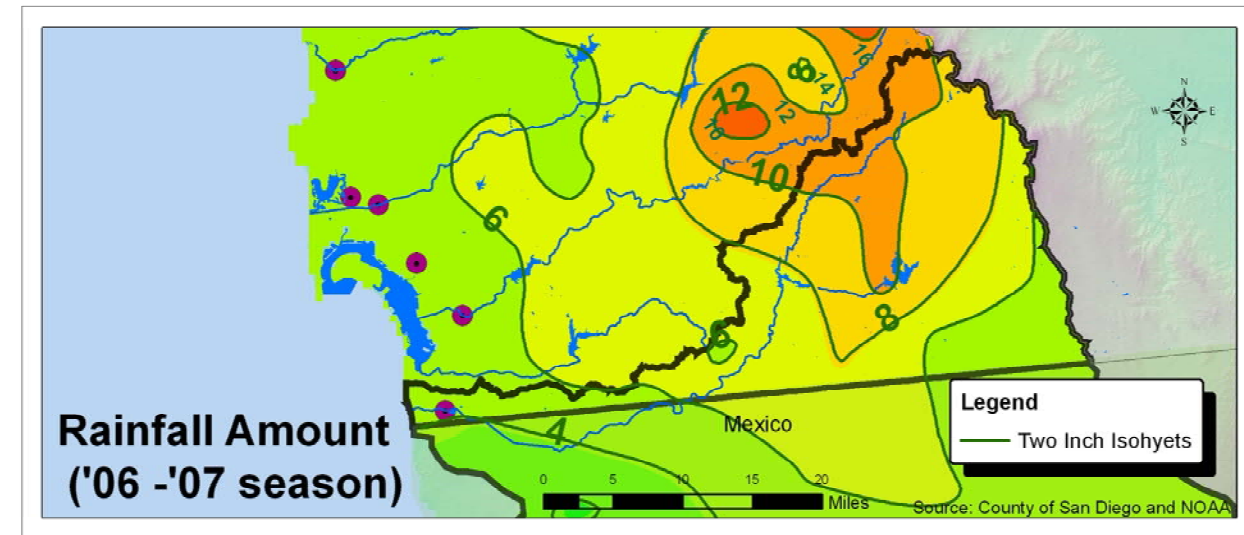 16
8
14
12
12
10
N
W
E
S
10
6
8
6
Legend
Two Inch Isohyets
Mexico
4
Rainfall Amount
('06 -'07 season)
0 5 10 15 20
Miles
Source: County of San Diego and NOAA